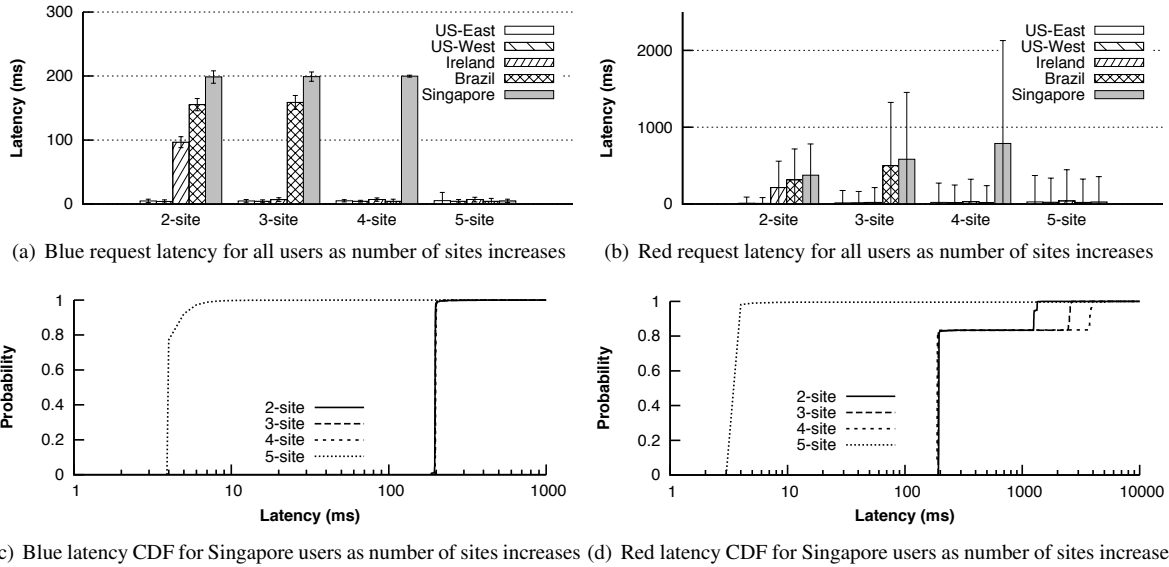 300
200
100
0
Latency (ms)
US-East
US-West
Ireland
Brazil
Singapore
2-site 3-site 4-site 5-site
(a) Blue request latency for all users as number of sites increases
2000
1000
0
Latency (ms)
US-East
US-West
Ireland
Brazil
Singapore
2-site 3-site 4-site 5-site
(b) Red request latency for all users as number of sites increases
1
0.8
0.6
0.4
0.2
0
Probability
2-site
3-site
4-site
5-site
1 10 100 1000
Latency (ms)
c) Blue latency CDF for Singapore users as number of sites increases
1
0.8
0.6
0.4
0.2
0
Probability
2-site
3-site
4-site
5-site
1 10 100 1000 10000
Latency (ms)
(d) Red latency CDF for Singapore users as number of sites increase